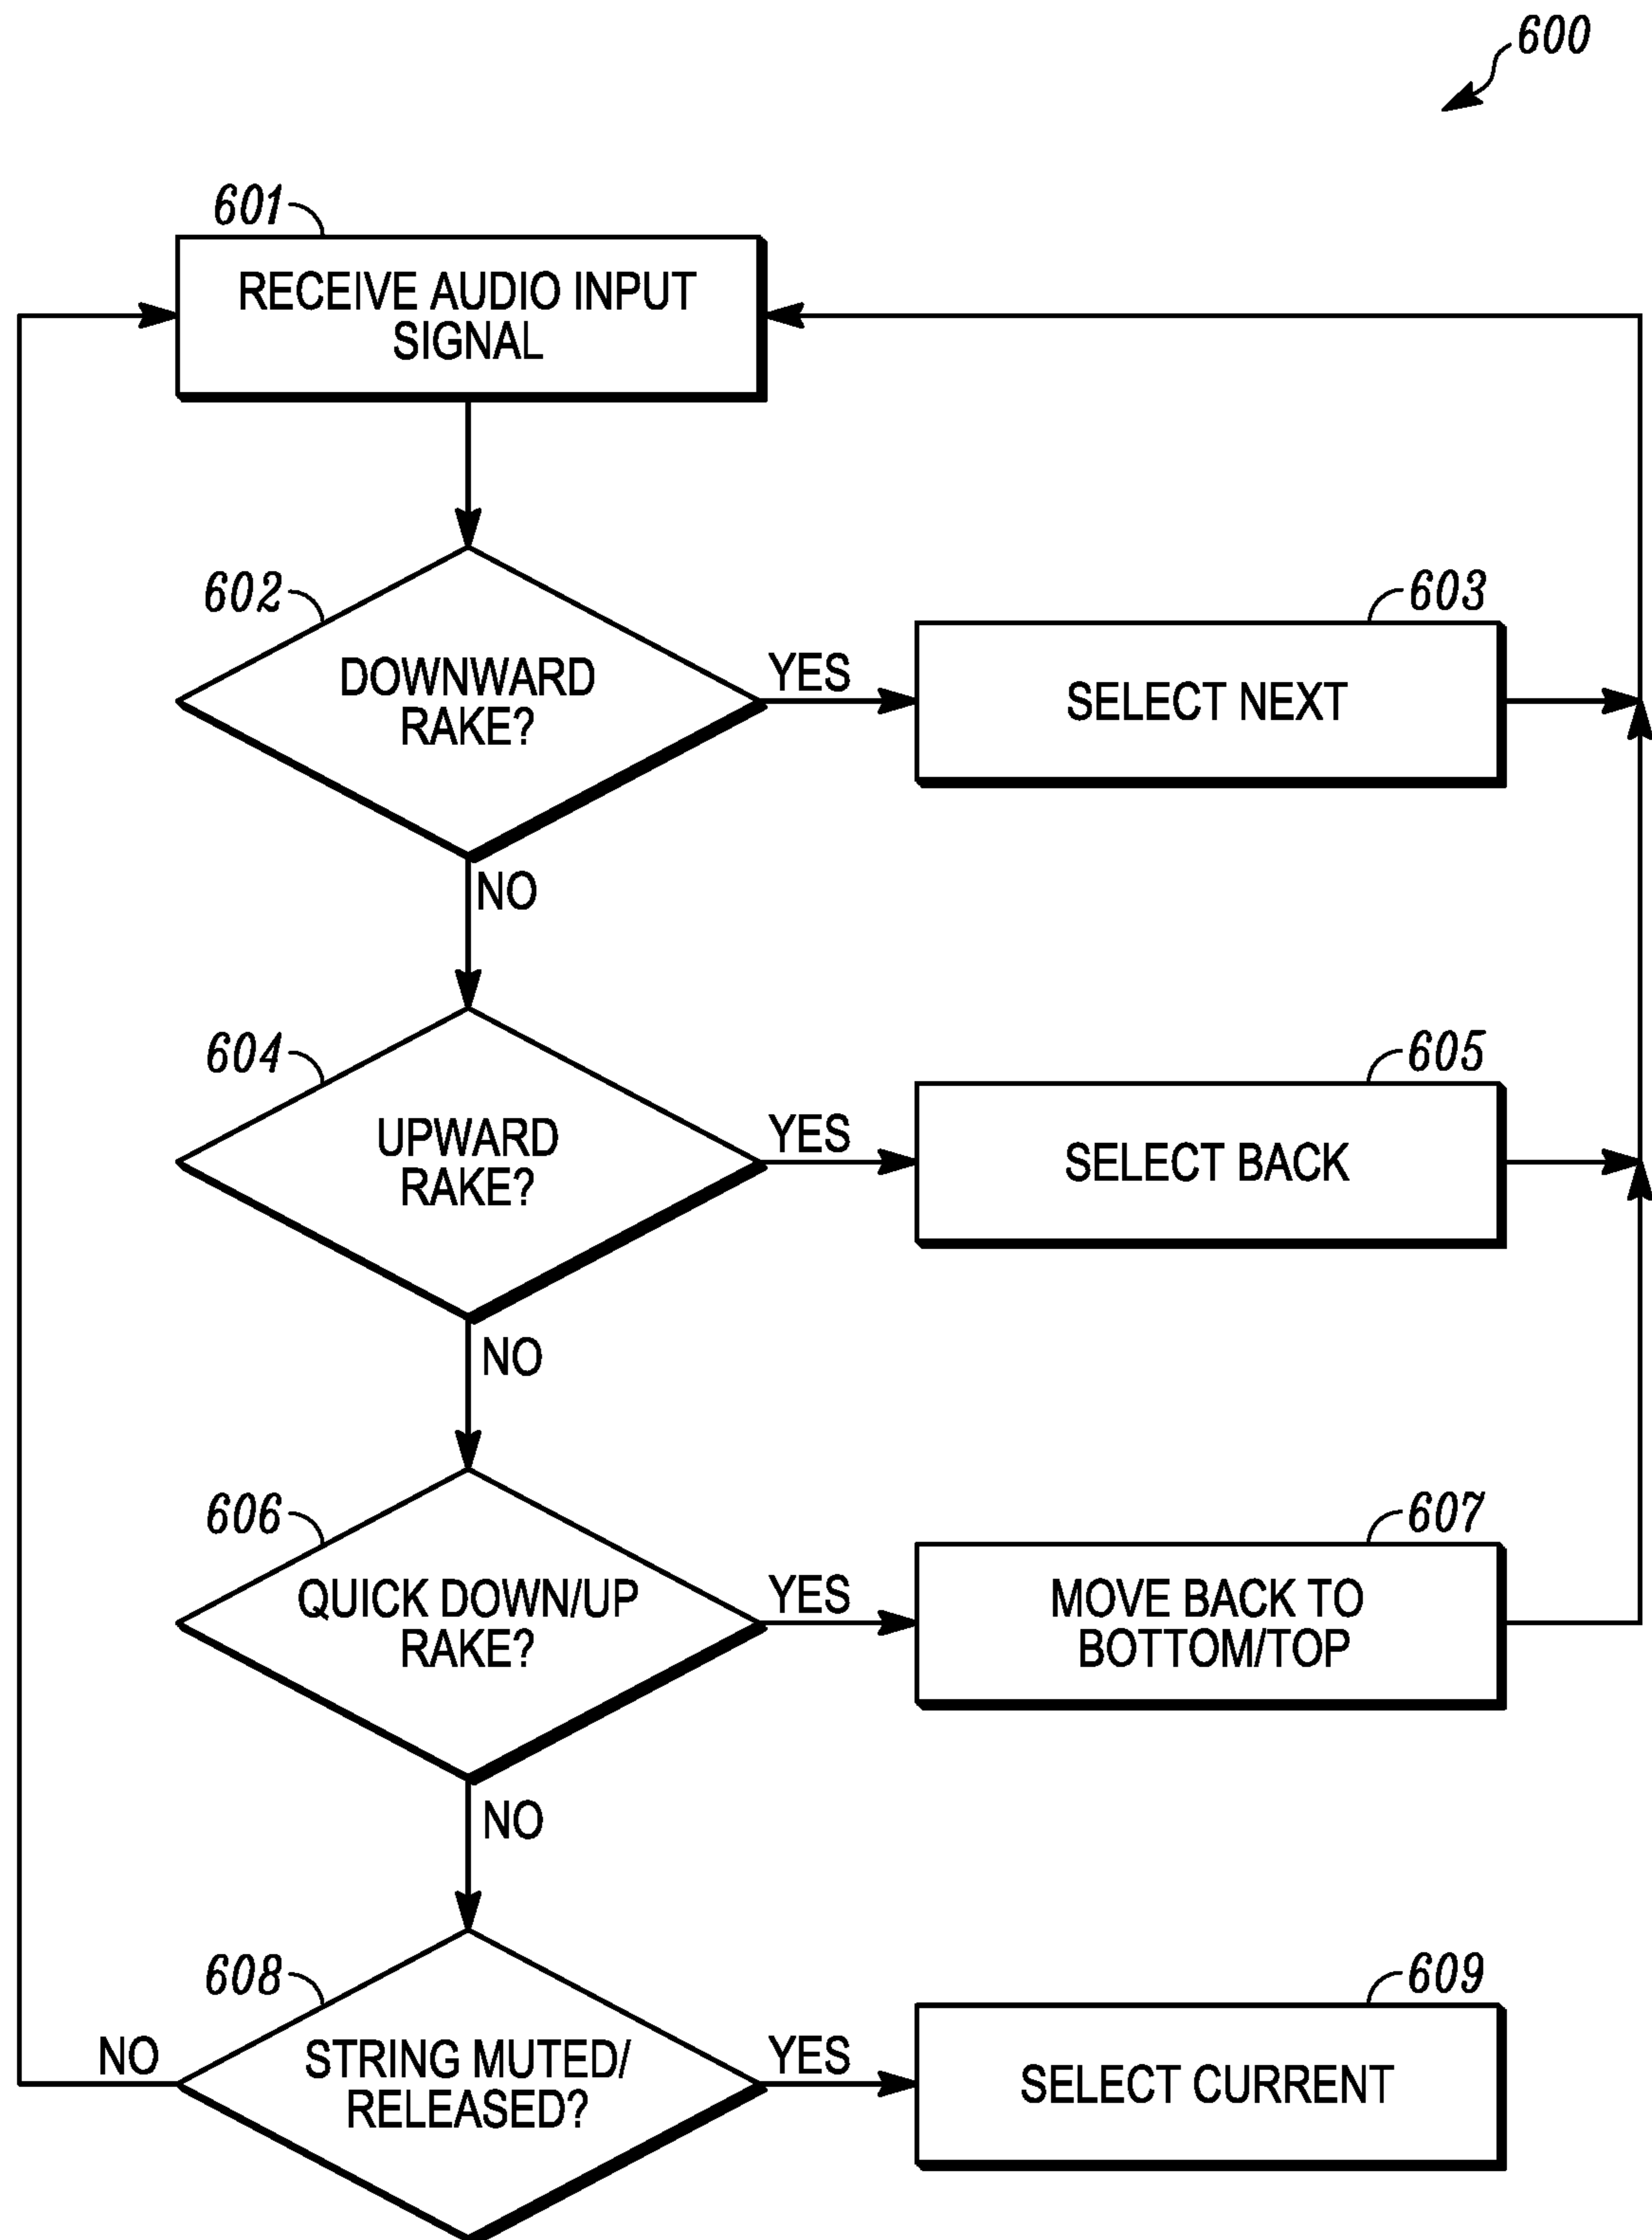 600
601
RECEIVE AUDIO INPUT
SIGNAL
602
DOWNWARD
RAKE?
YES
603
SELECT NEXT
NO
604
UPWARD
RAKE?
YES
605
SELECT BACK
NO
606
QUICK DOWN/UP
RAKE?
YES
607
MOVE BACK TO
BOTTOM/TOP
NO
608
NO
STRING MUTED/
RELEASED?
YES
609
SELECT CURRENT